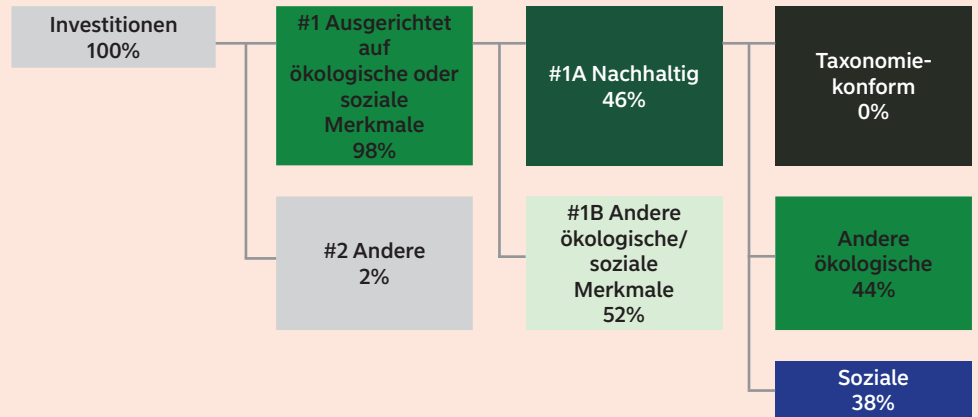 Investitionen
100%
#1 Ausgerichtet
auf
ökologische oder
soziale
Merkmale
98%
#2 Andere
2%
#1A Nachhaltig
46%
#1B Andere
ökologische/
soziale
Merkmale
52%
Taxonomie-
konform
0%
Andere
ökologische
44%
Soziale
38%